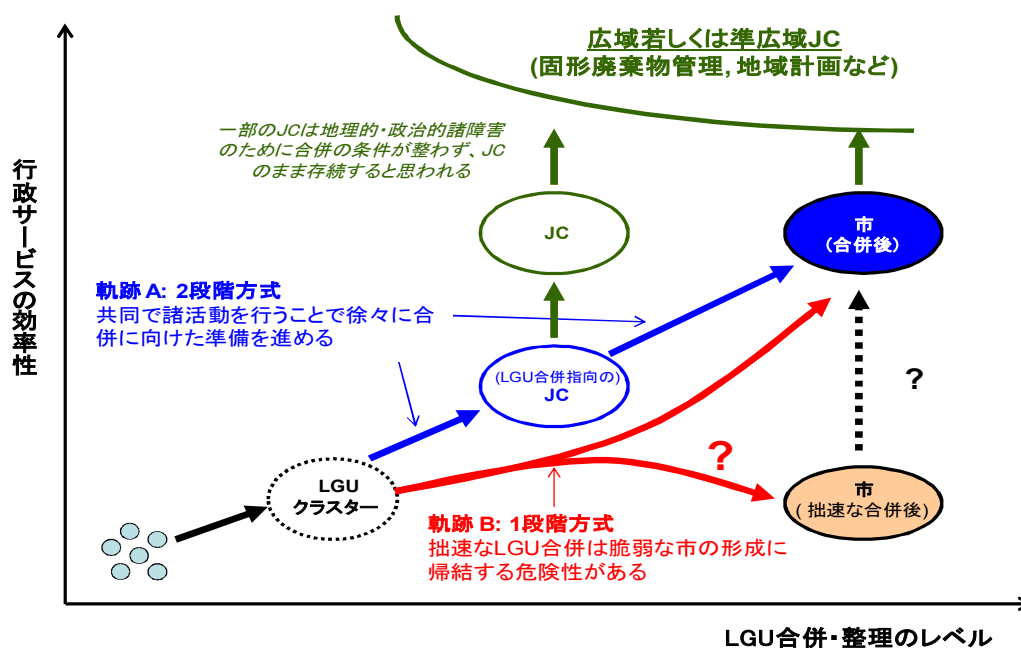 広域若しくは準広域JC
(固形廃棄物管理, 地域計画など)
一部のJCは地理的・政治的諸障害
のために合併の条件が整わず、JC
のまま存続すると思われる
行政サービスの効率性
JC
市
(合併後)
軌跡 A: 2段階方式
共同で諸活動を行うことで徐々に合
併に向けた準備を進める
(LGU合併指向の)
JC
?
?
LGU
クラスター
市
( 拙速な合併後)
軌跡 B: 1段階方式
拙速なLGU合併は脆弱な市の形成に
帰結する危険性がある
LGU合併・整理のレベル